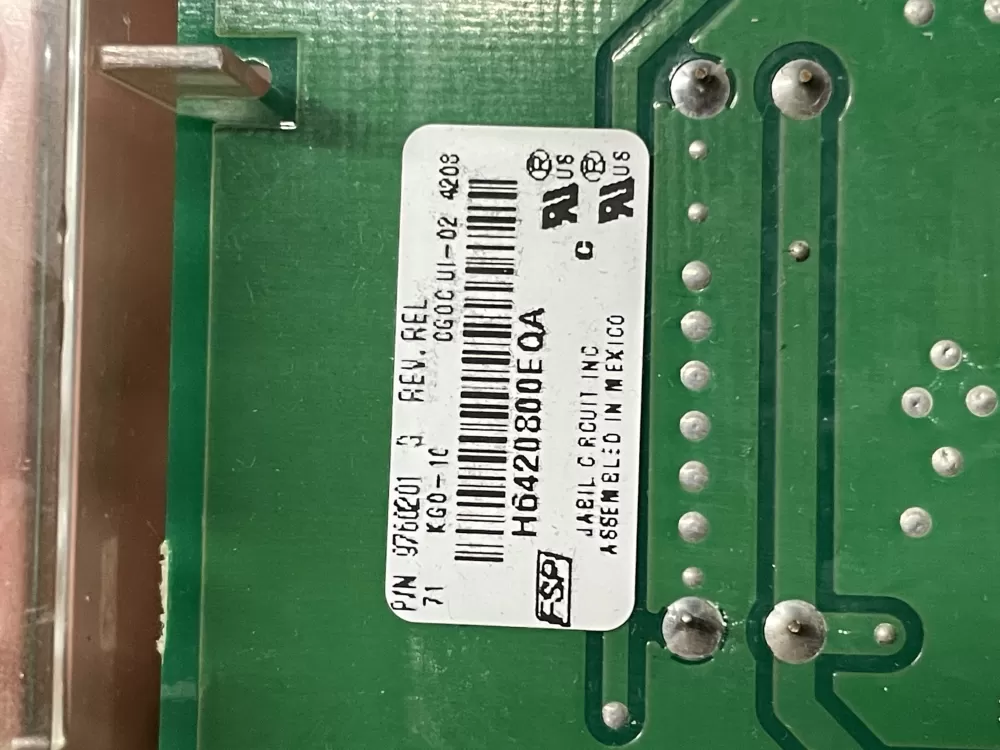 P/N 9760201 REV.REL
71 KGO-10 CGOC UI-02 4208
H6420800EQA
FSP JABIL CIRCUIT INC
ASSEMBLED IN MEXICO
C ® US
® US